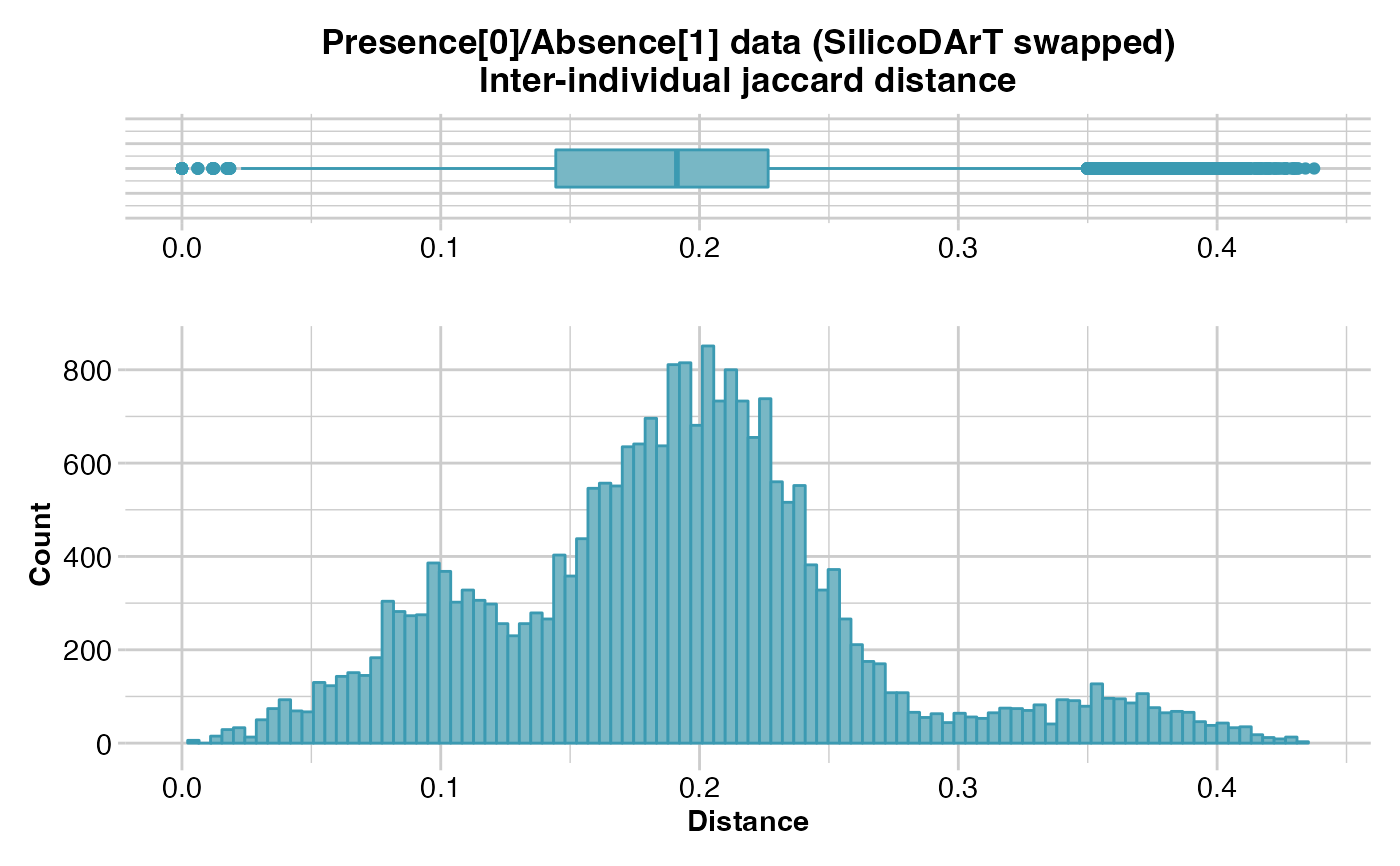 Presence[0]/Absence[1] data (SilicoDArT swapped)
Inter-individual jaccard distance
0.0 0.1 0.2 0.3 0.4
800
600
400
200
0
Count
0.0 0.1 0.2 0.3 0.4
Distance